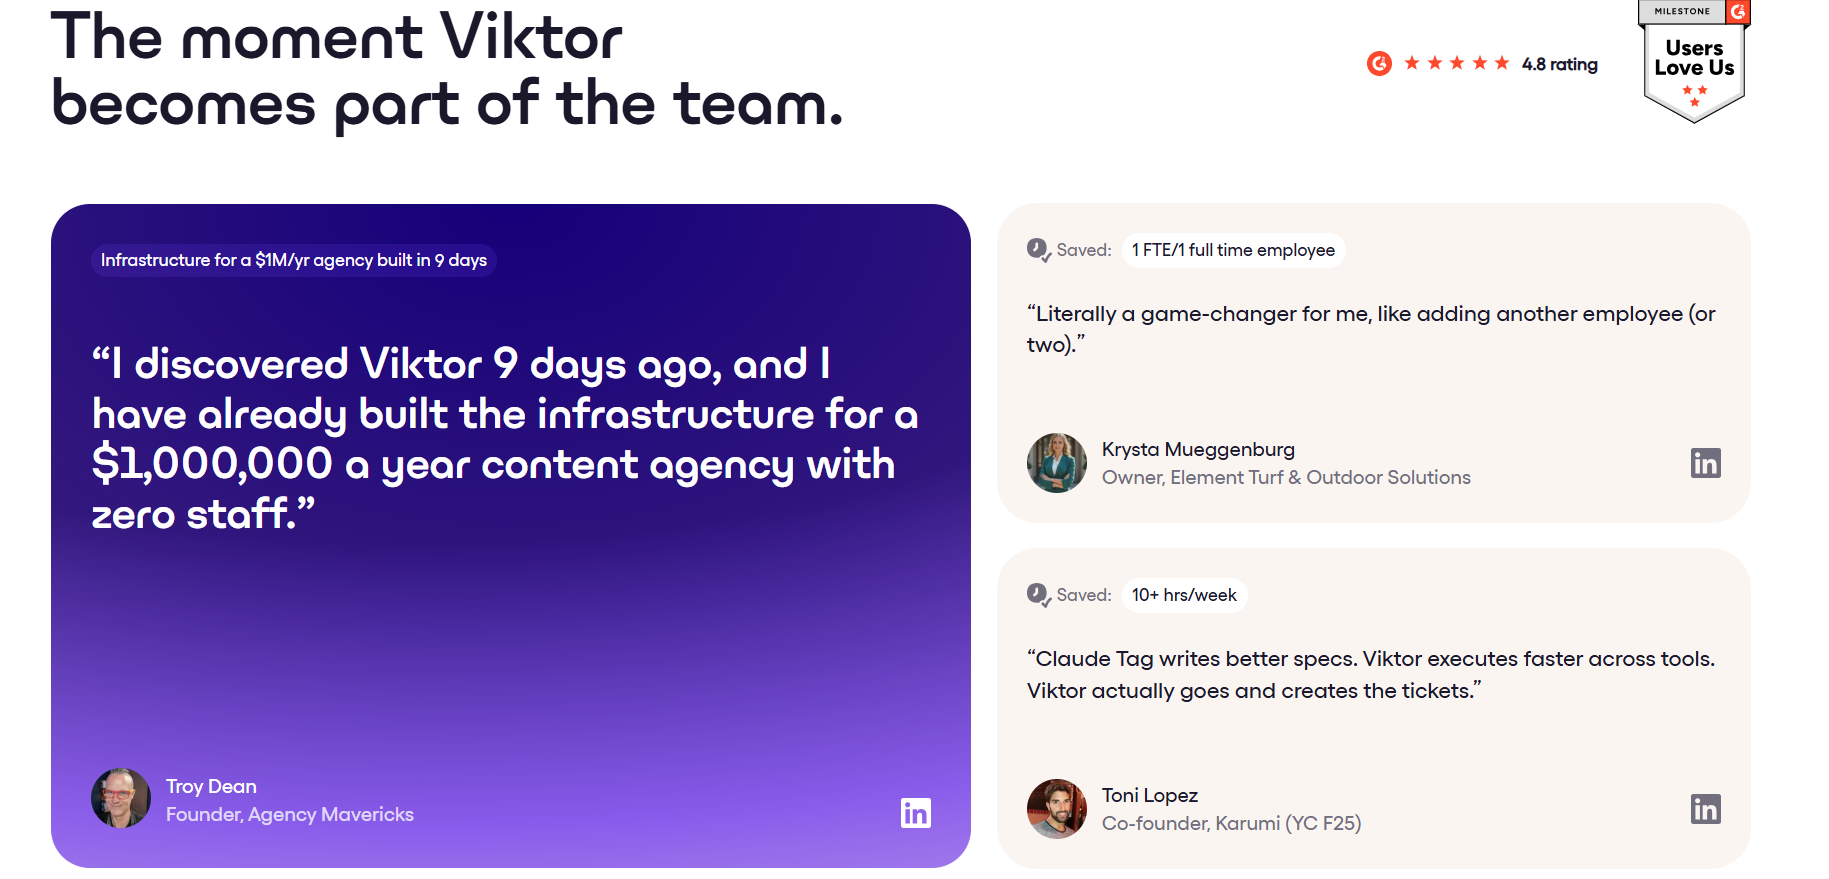 The moment Viktor
becomes part of the team.
4.8 rating
MILESTONE
Users
Love Us
Infrastructure for a $1M/yr agency built in 9 days
“I discovered Viktor 9 days ago, and I
have already built the infrastructure for a
$1,000,000 a year content agency with
zero staff.”
Troy Dean
Founder, Agency Mavericks
in
Saved: 1 FTE/1 full time employee
“Literally a game-changer for me, like adding another employee (or
two).”
Krysta Mueggenburg
Owner, Element Turf & Outdoor Solutions
in
Saved: 10+ hrs/week
“Claude Tag writes better specs. Viktor executes faster across tools.
Viktor actually goes and creates the tickets.”
Toni Lopez
Co-founder, Karumi (YC F25)
in